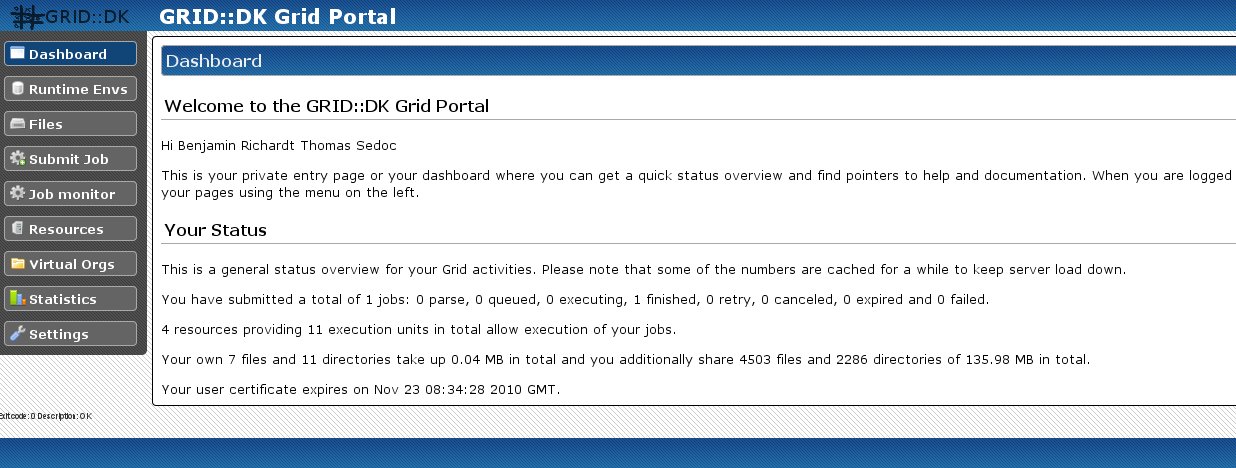 GRID::DK GRID::DK Grid Portal
Dashboard
Runtime Envs
Files
Submit Job
Job monitor
Resources
Virtual Orgs
Statistics
Settings
Dashboard
Welcome to the GRID::DK Grid Portal
Hi Benjamin Richardt Thomas Sedoc
This is your private entry page or your dashboard where you can get a quick status overview and find pointers to help and documentation. When you are logged
your pages using the menu on the left.
Your Status
This is a general status overview for your Grid activities. Please note that some of the numbers are cached for a while to keep server load down.
You have submitted a total of 1 jobs: 0 parse, 0 queued, 0 executing, 1 finished, 0 retry, 0 canceled, 0 expired and 0 failed.
4 resources providing 11 execution units in total allow execution of your jobs.
Your own 7 files and 11 directories take up 0.04 MB in total and you additionally share 4503 files and 2286 directories of 135.98 MB in total.
Your user certificate expires on Nov 23 08:34:28 2010 GMT.
Exit code: 0 Description: OK